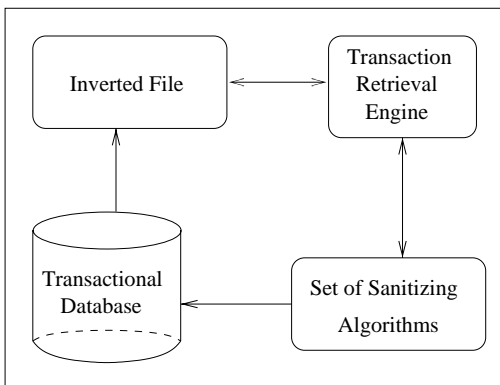 Inverted File
Transaction
Retrieval
Engine
Transactional
Database
Set of Sanitizing
Algorithms